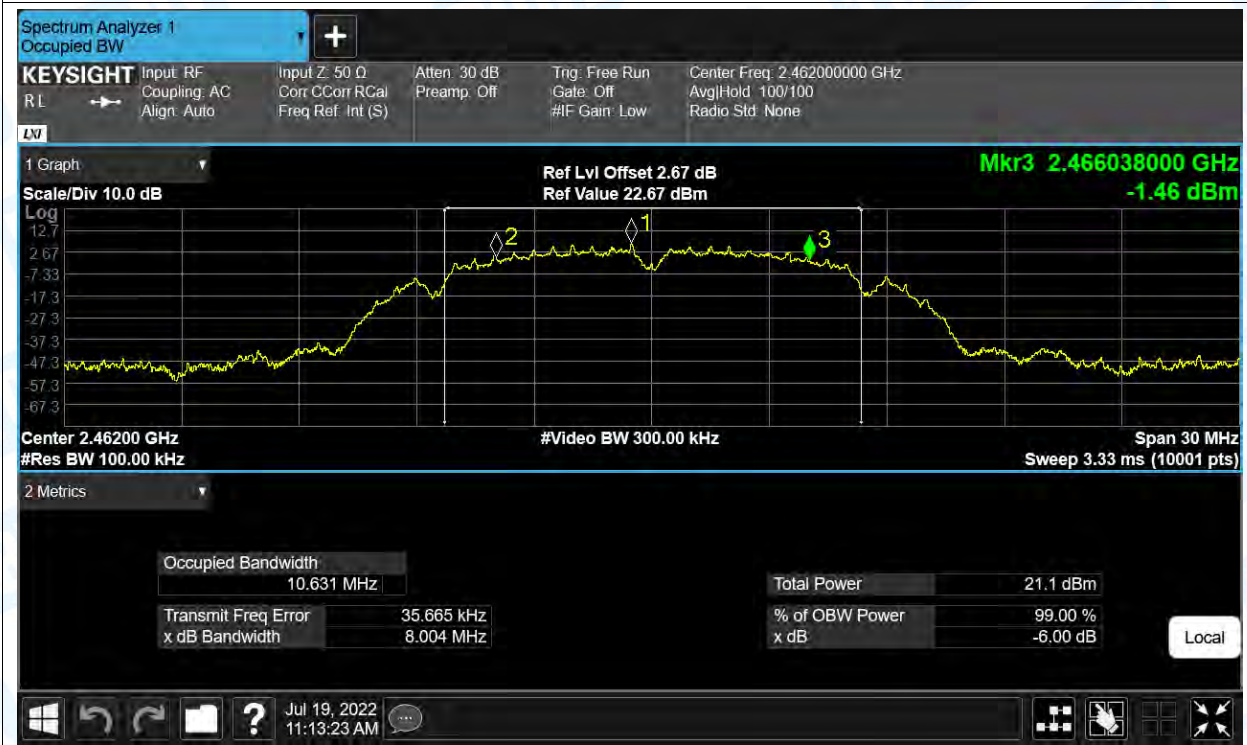 Spectrum Analyzer 1
Occupied BW
KEYSIGHT
R L
LXI
Input: RF
Coupling: AC
Align: Auto
Input Z: 50 Ω
Corr CCorr RCal
Freq Ref: Int (S)
Atten: 30 dB
Preamp: Off
Trig: Free Run
Gate: Off
#IF Gain: Low
Center Freq: 2.462000000 GHz
Avg|Hold: 100/100
Radio Std: None
1 Graph
Scale/Div 10.0 dB
Ref Lvl Offset 2.67 dB
Ref Value 22.67 dBm
Mkr3 2.466038000 GHz
-1.46 dBm
Log
12.7
2.67
-7.33
-17.3
-27.3
-37.3
-47.3
-57.3
-67.3
2
1
3
Center 2.46200 GHz
#Res BW 100.00 kHz
#Video BW 300.00 kHz
Span 30 MHz
Sweep 3.33 ms (10001 pts)
2 Metrics
Occupied Bandwidth
10.631 MHz
Transmit Freq Error 35.665 kHz
x dB Bandwidth 8.004 MHz
Total Power 21.1 dBm
% of OBW Power 99.00 %
x dB -6.00 dB
Local
?
Jul 19, 2022
11:13:23 AM